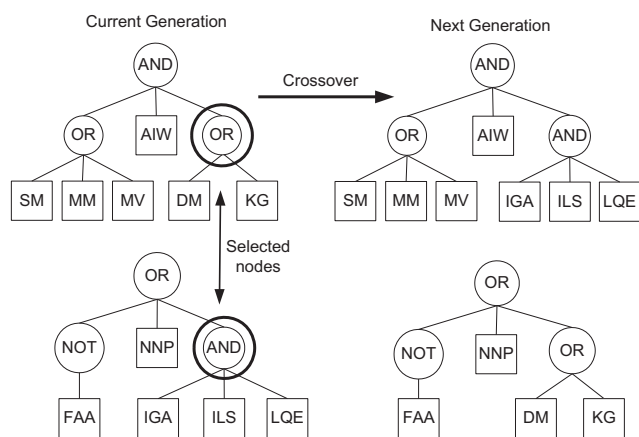 Current Generation
Next Generation
AND
Crossover
AND
OR
AIW
OR
OR
AIW
AND
SM
MM
MV
DM
KG
SM
MM
MV
IGA
ILS
LQE
Selected
nodes
OR
OR
NOT
NNP
AND
NOT
NNP
OR
FAA
IGA
ILS
LQE
FAA
DM
KG